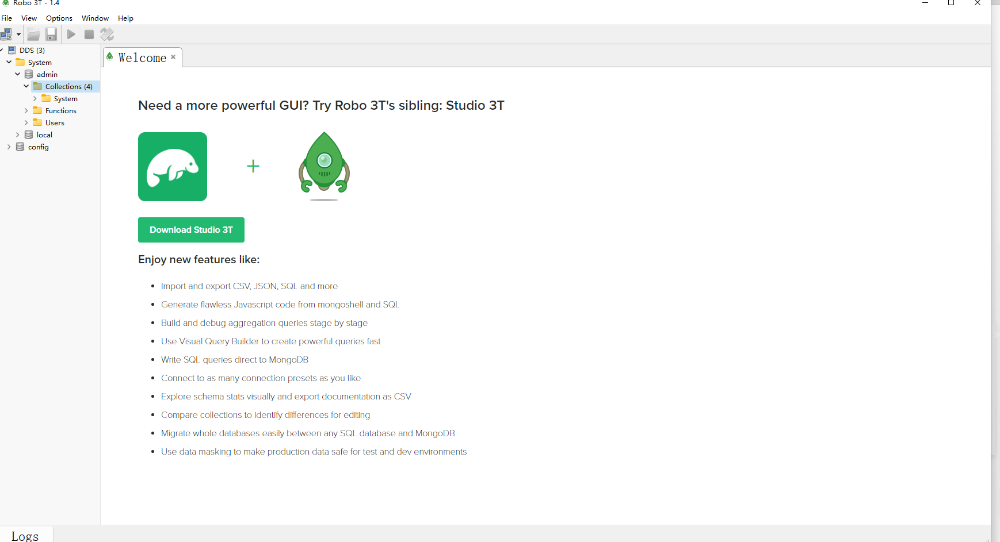 Robo 3T - 1.4
File View Options Window Help
DDS (3)
System
admin
Collections (4)
System
Functions
Users
local
config
Welcome
Need a more powerful GUI? Try Robo 3T's sibling: Studio 3T
+
Download Studio 3T
Enjoy new features like:
• Import and export CSV, JSON, SQL and more
• Generate flawless Javascript code from mongoshell and SQL
• Build and debug aggregation queries stage by stage
• Use Visual Query Builder to create powerful queries fast
• Write SQL queries direct to MongoDB
• Connect to as many connection presets as you like
• Explore schema stats visually and export documentation as CSV
• Compare collections to identify differences for editing
• Migrate whole databases easily between any SQL database and MongoDB
• Use data masking to make production data safe for test and dev environments
Logs